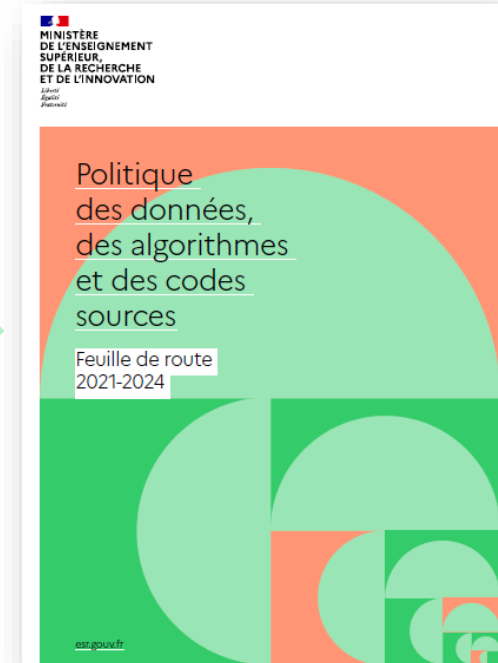 MINISTÈRE
DE L'ENSEIGNEMENT
SUPÉRIEUR,
DE LA RECHERCHE
ET DE L'INNOVATION
Liberté
Égalité
Fraternité
Politique
des données,
des algorithmes
et des codes
sources
Feuille de route
2021-2024
esr.gouv.fr